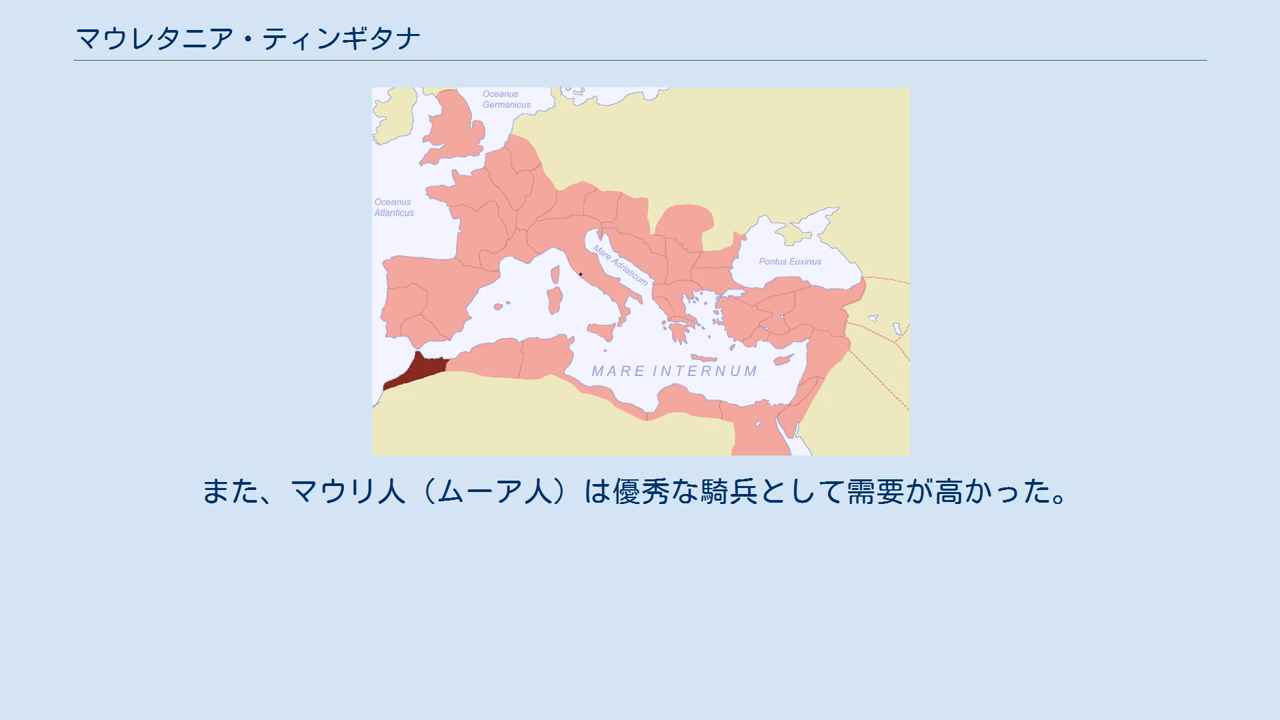 マウレタニア・ティンギタナ
Oceanus
Germanicus
Oceanus
Atlanticus
Mare Adriaticum
Pontus Euxinus
MARE INTERNUM
また、マウリ人（ムーア人）は優秀な騎兵として需要が高かった。